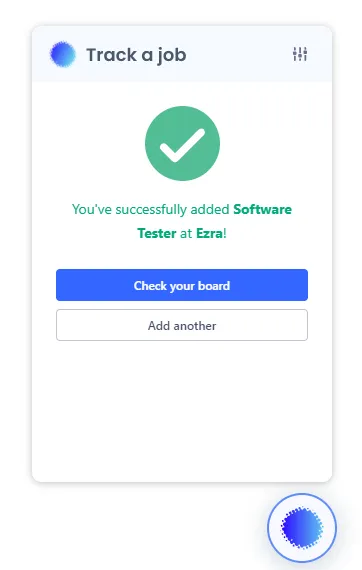 Track a job
You've successfully added Software
Tester at Ezra!
Check your board
Add another